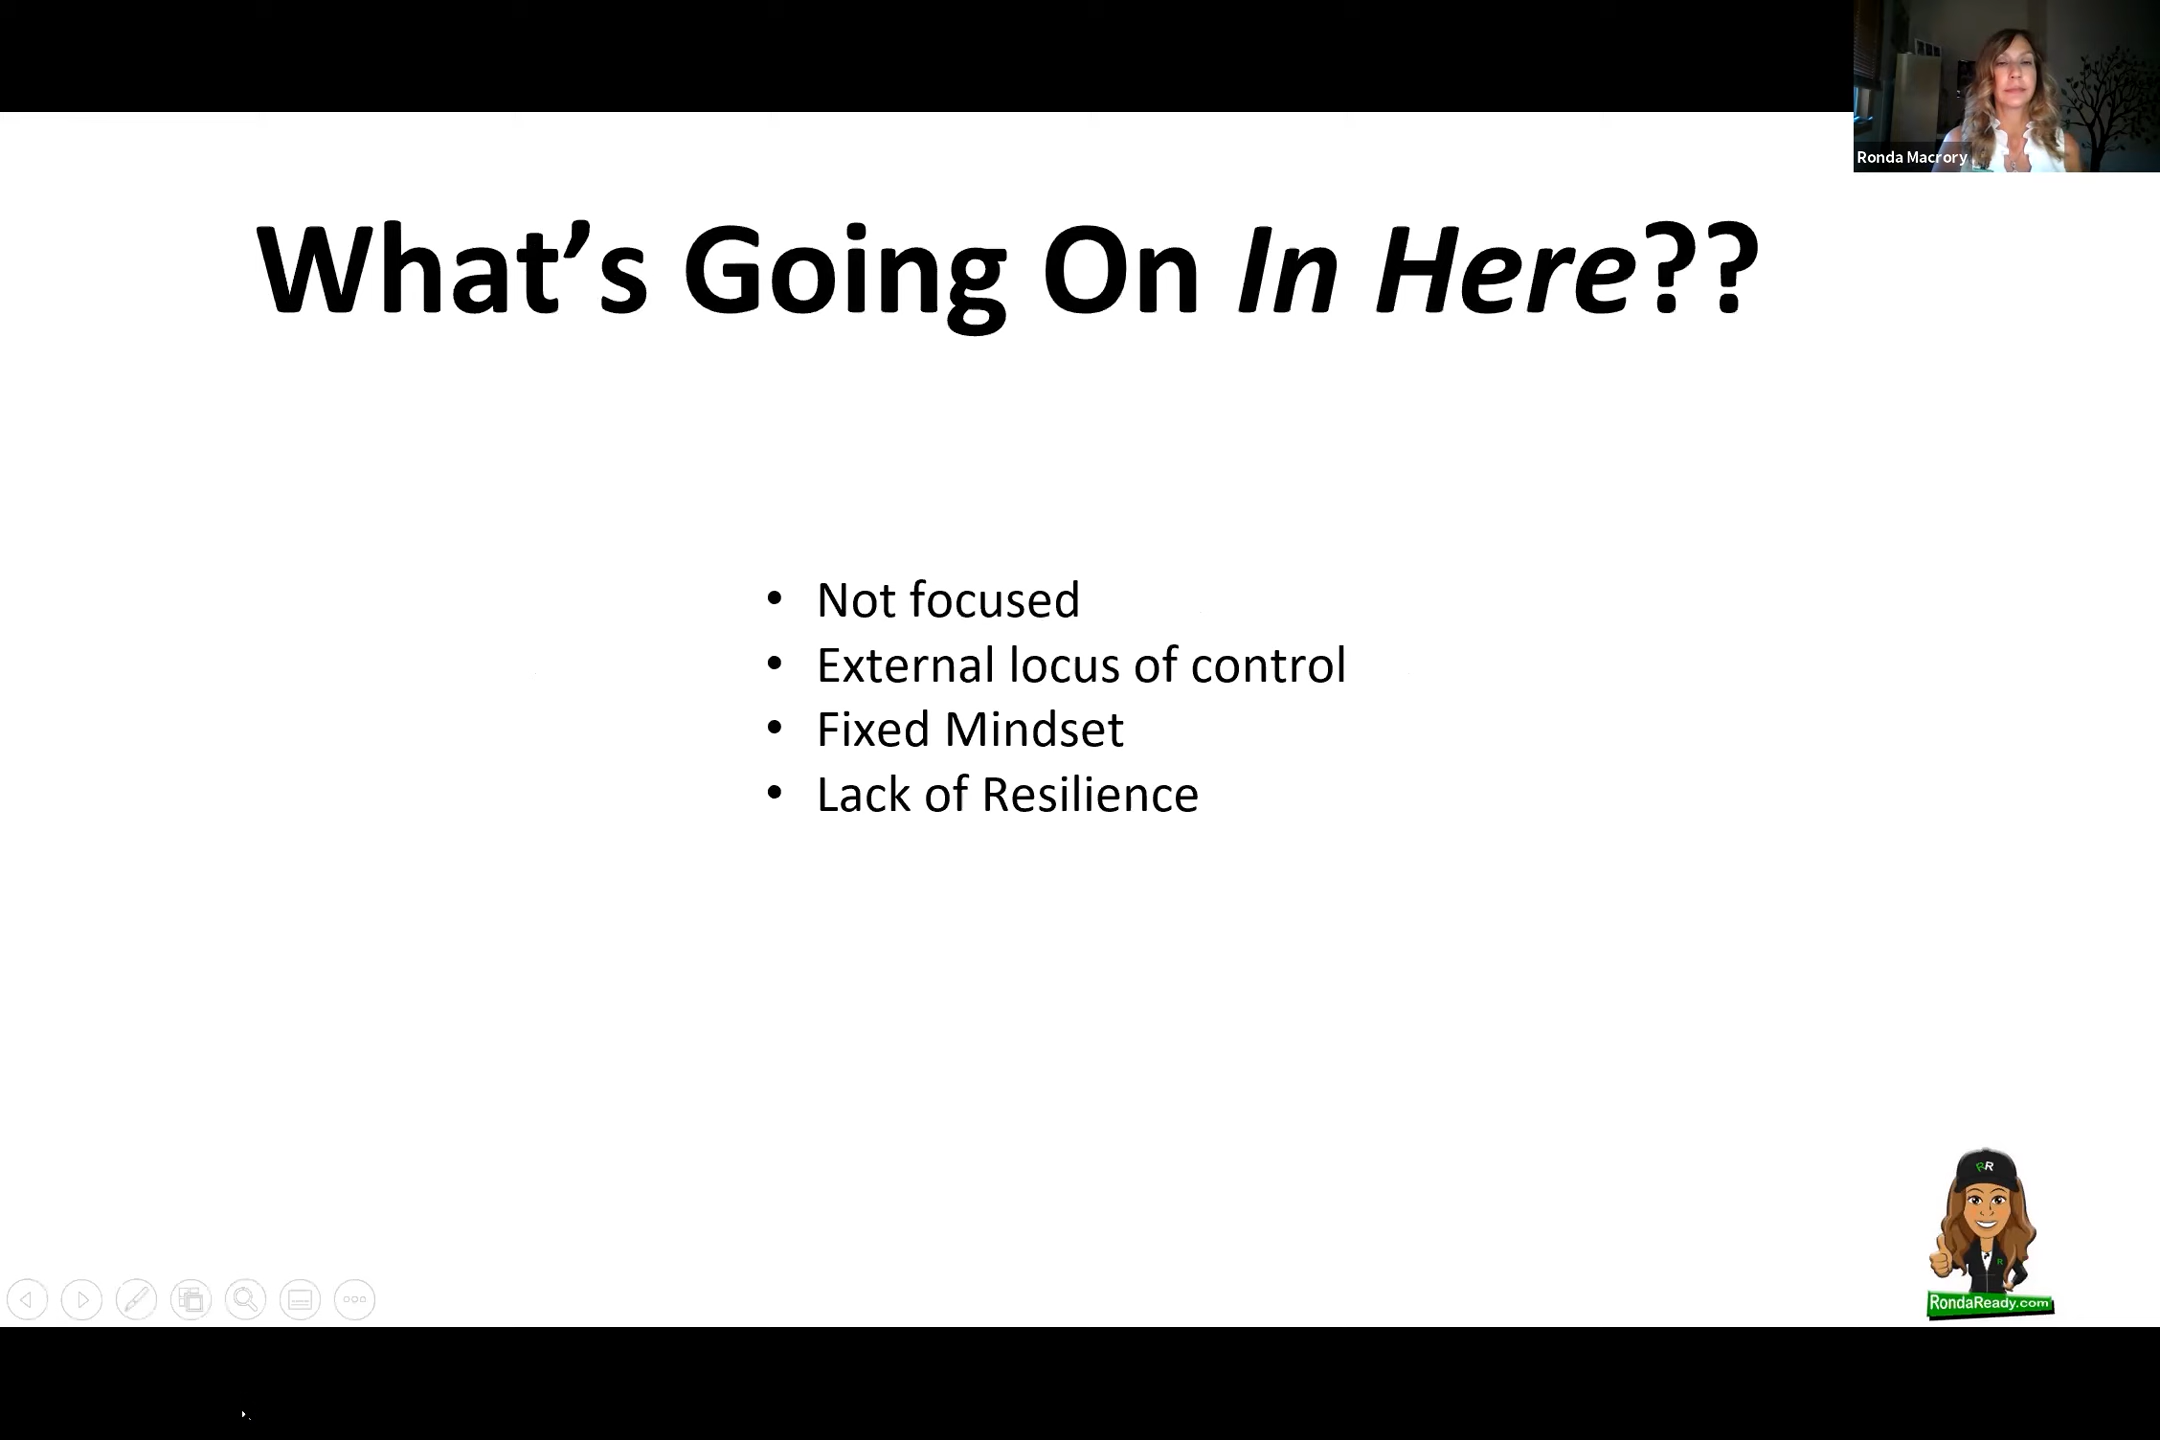 Ronda Macrory
What’s Going On In Here??
• Not focused
• External locus of control
• Fixed Mindset
• Lack of Resilience
RR
R
RondaReady.com